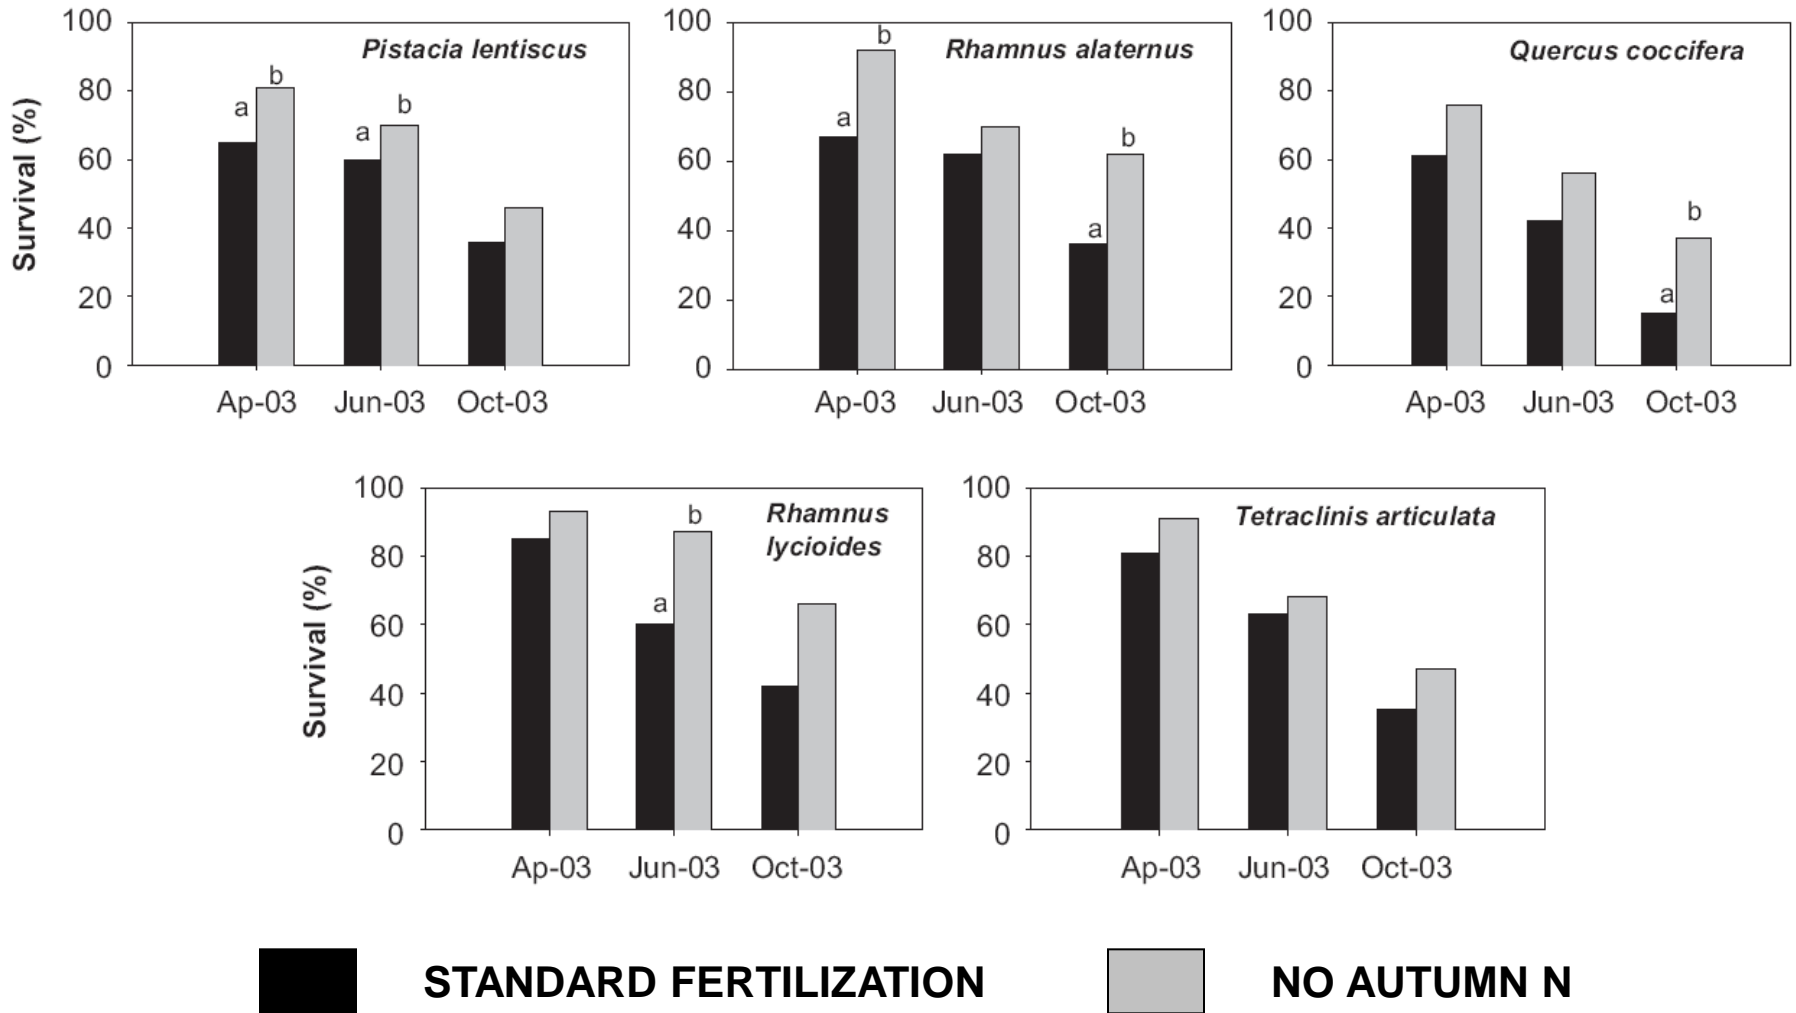 Survival (%)
100
80
60
40
20
0
Pistacia lentiscus
a
b
a
b
Ap-03 Jun-03 Oct-03
100
80
60
40
20
0
Rhamnus alaternus
a
b
a
b
Ap-03 Jun-03 Oct-03
100
80
60
40
20
0
Quercus coccifera
a
b
Ap-03 Jun-03 Oct-03
Survival (%)
100
80
60
40
20
0
Rhamnus
lycioides
a
b
Ap-03 Jun-03 Oct-03
100
80
60
40
20
0
Tetraclinis articulata
Ap-03 Jun-03 Oct-03
STANDARD FERTILIZATION
NO AUTUMN N